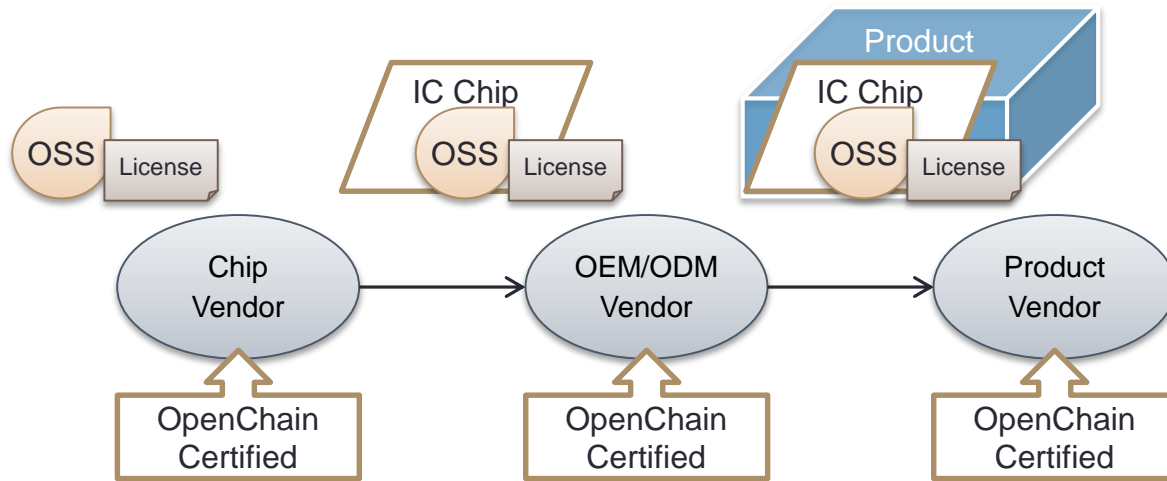 Product
IC Chip
IC Chip
OSS
License
OSS
License
OSS
License
Chip
Vendor
OEM/ODM
Vendor
Product
Vendor
OpenChain
Certified
OpenChain
Certified
OpenChain
Certified